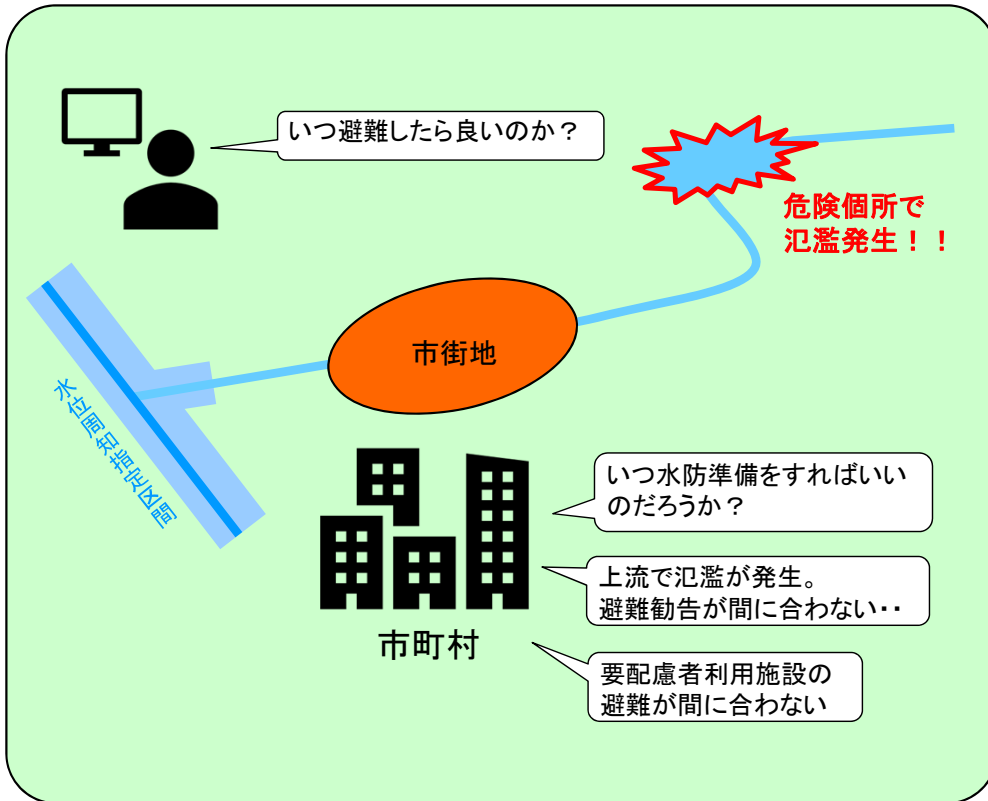 いつ避難したら良いのか？
危険個所で
氾濫発生！！
市街地
水位周知指定区間
いつ水防準備をすればいい
のだろうか？
上流で氾濫が発生。
避難勧告が間に合わない・・
市町村
要配慮者利用施設の
避難が間に合わない